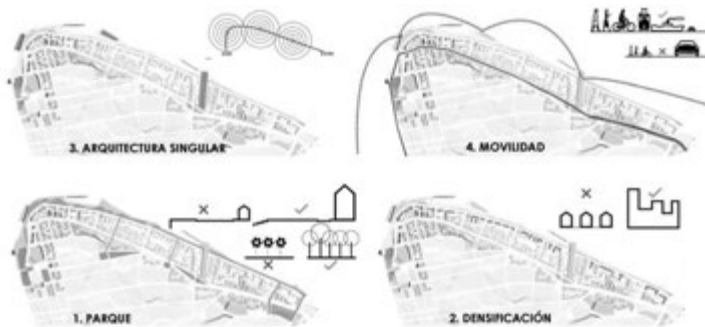 3. ARQUITECTURA SINGULAR
4. MOVILIDAD
1. PARQUE
2. DENSIFICACIÓN